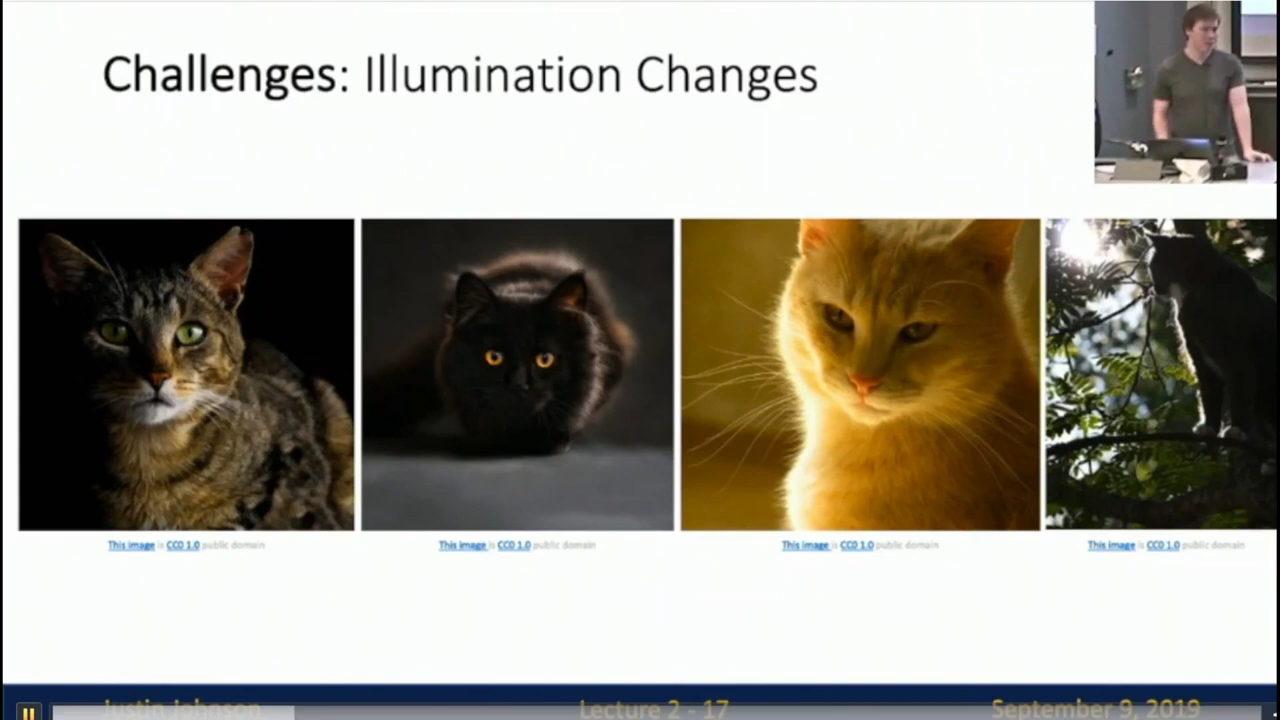 Challenges: Illumination Changes
This image is CC0 1.0 public domain
This image is CC0 1.0 public domain
This image is CC0 1.0 public domain
This image is CC0 1.0 public domain
Justin Johnson
Lecture 2 - 17
September 9, 2019